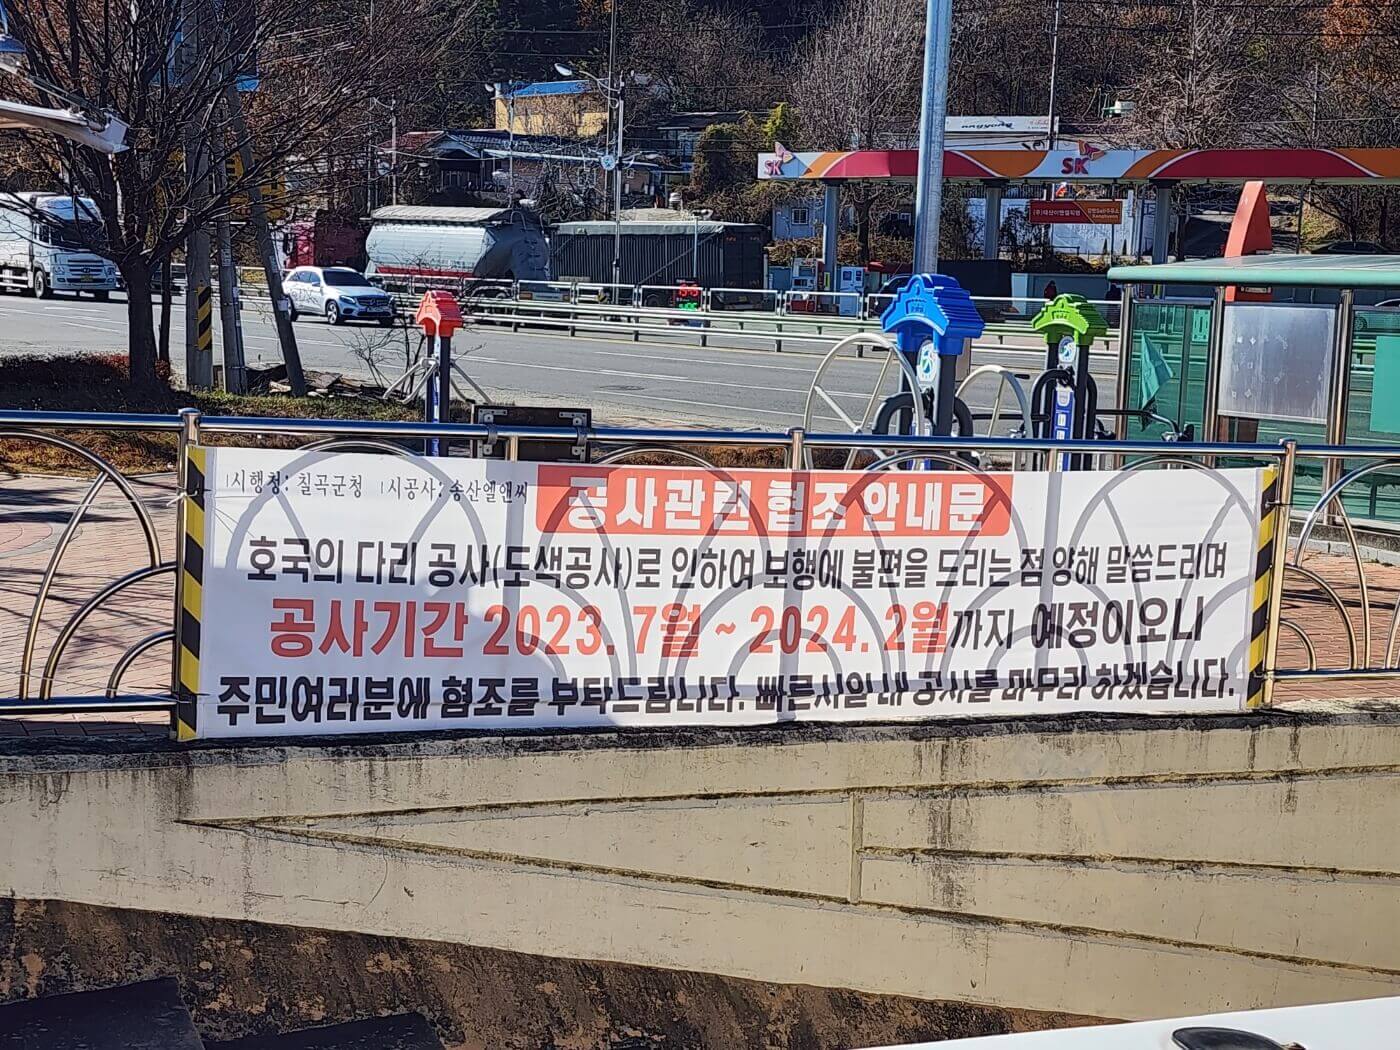 시행청: 칠곡군청 시공사: 송산엘앤씨
공사관련 협조 안내문
호국의 다리 공사(도색공사)로 인하여 보행에 불편을 드리는 점 양해 말씀드리며
공사기간 2023. 7월 ~ 2024. 2월까지 예정이오니
주민여러분에 협조를 부탁드립니다. 빠른시일 내 공사를 마무리 하겠습니다.
SK
SK